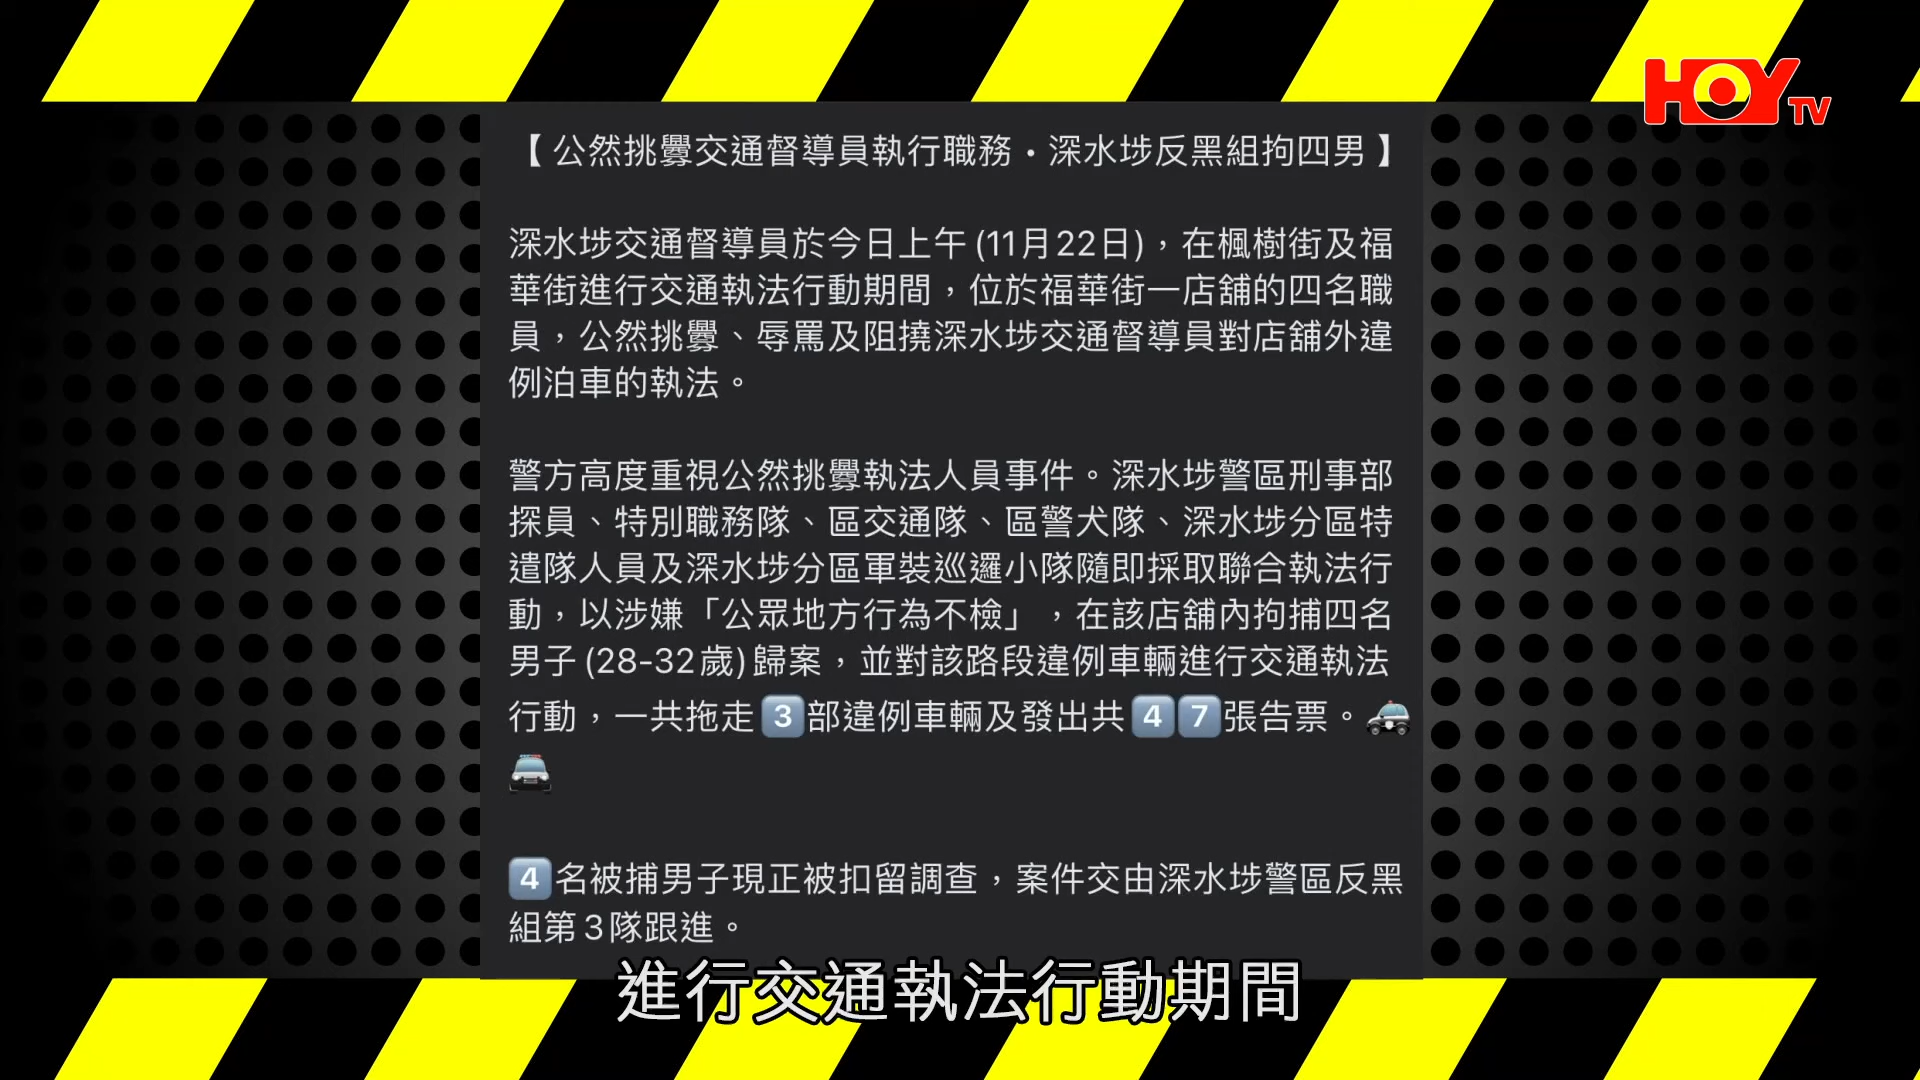 HOY TV
【公然挑釁交通督導員執行職務•深水埗反黑組拘四男】
深水埗交通督導員於今日上午(11月22日)，在楓樹街及福
華街進行交通執法行動期間，位於福華街一店舖的四名職
員，公然挑釁、辱罵及阻撓深水埗交通督導員對店舖外違
例泊車的執法。
警方高度重視公然挑釁執法人員事件。深水埗警區刑事部
探員、特別職務隊、區交通隊、區警犬隊、深水埗分區特
遣隊人員及深水埗分區軍裝巡邏小隊隨即採取聯合執法行
動，以涉嫌「公眾地方行為不檢」，在該店舖內拘捕四名
男子(28-32歲)歸案，並對該路段違例車輛進行交通執法
行動，一共拖走3️⃣部違例車輛及發出共4️⃣7️⃣張告票。🚓
🚔
4️⃣名被捕男子現正被扣留調查，案件交由深水埗警區反黑
組第3隊跟進。
進行交通執法行動期間